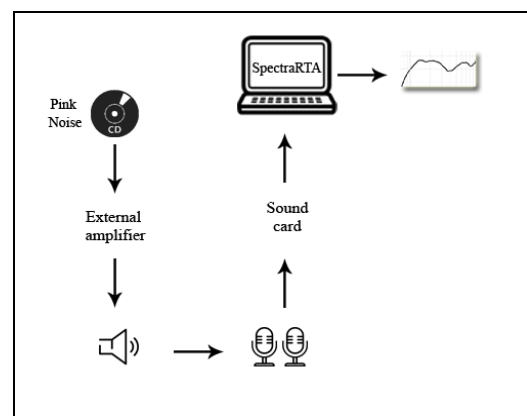 SpectraRTA
Pink
Noise
CD
External
amplifier
Sound
card